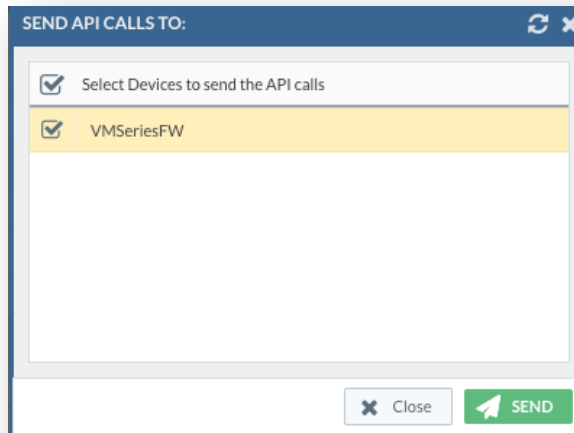 SEND API CALLS TO:
Select Devices to send the API calls
VMSeriesFW
Close
SEND